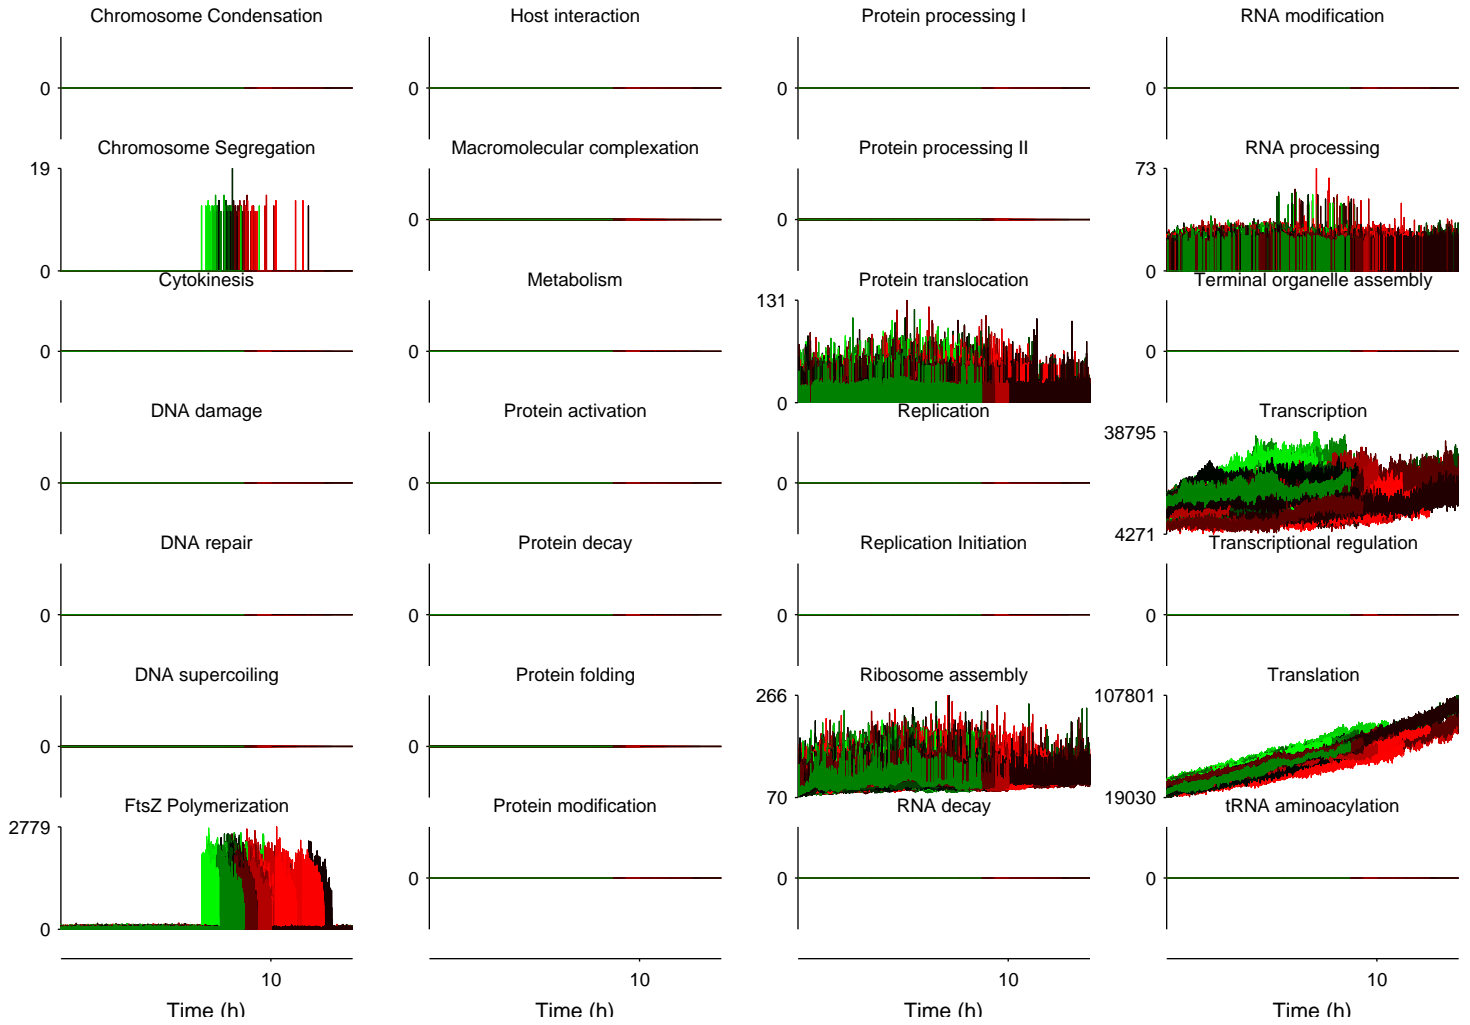 Chromosome Condensation
Host interaction
Protein processing I
RNA modification
0
0
0
0
Chromosome Segregation
Macromolecular complexation
Protein processing II
RNA processing
19
0
0
0
73
0
Cytokinesis
Metabolism
Protein translocation
Terminal organelle assembly
0
0
131
0
0
DNA damage
Protein activation
Replication
Transcription
0
0
0
38795
4271
DNA repair
Protein decay
Replication Initiation
Transcriptional regulation
0
0
0
0
DNA supercoiling
Protein folding
Ribosome assembly
Translation
0
0
266
70
107801
19030
FtsZ Polymerization
Protein modification
RNA decay
tRNA aminoacylation
2779
0
0
0
0
10
10
10
10
Time (h)
Time (h)
Time (h)
Time (h)